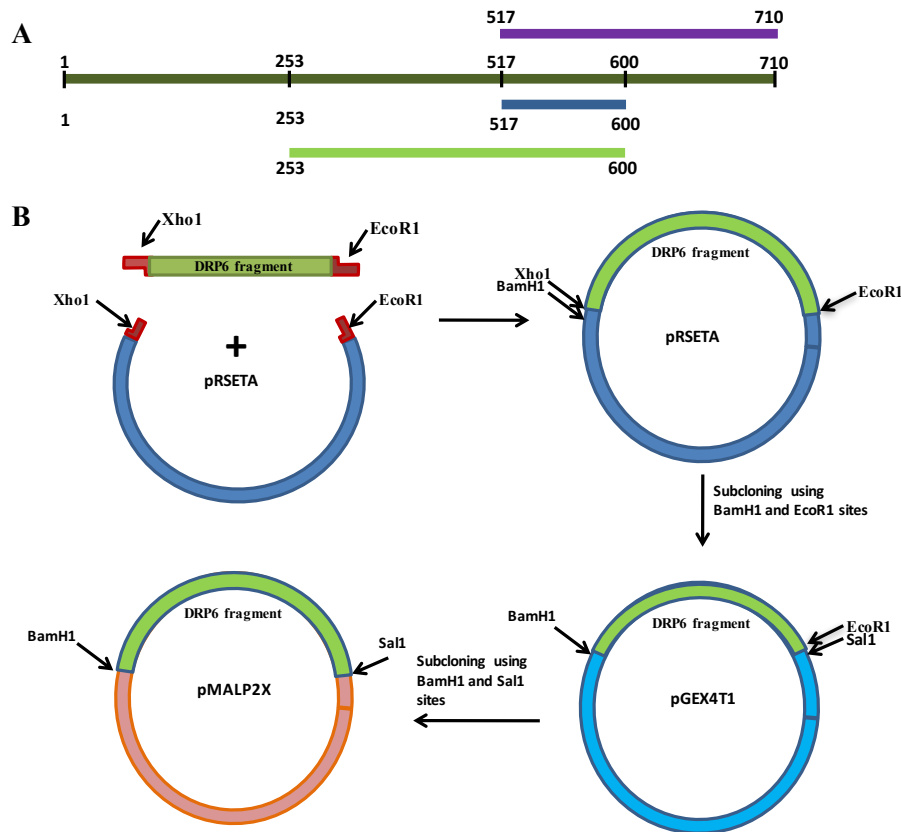 A
517 710
1 253 517 600 710
1 253 517 600
253 600
B
Xho1
EcoR1
DRP6 fragment
Xho1
EcoR1
+
pRSETA
DRP6 fragment
Xho1
BamH1
EcoR1
pRSETA
Subcloning using
BamH1 and EcoR1 sites
DRP6 fragment
BamH1
Sal1
pMALP2X
Subcloning using
BamH1 and Sal1
sites
DRP6 fragment
BamH1
EcoR1
Sal1
pGEX4T1